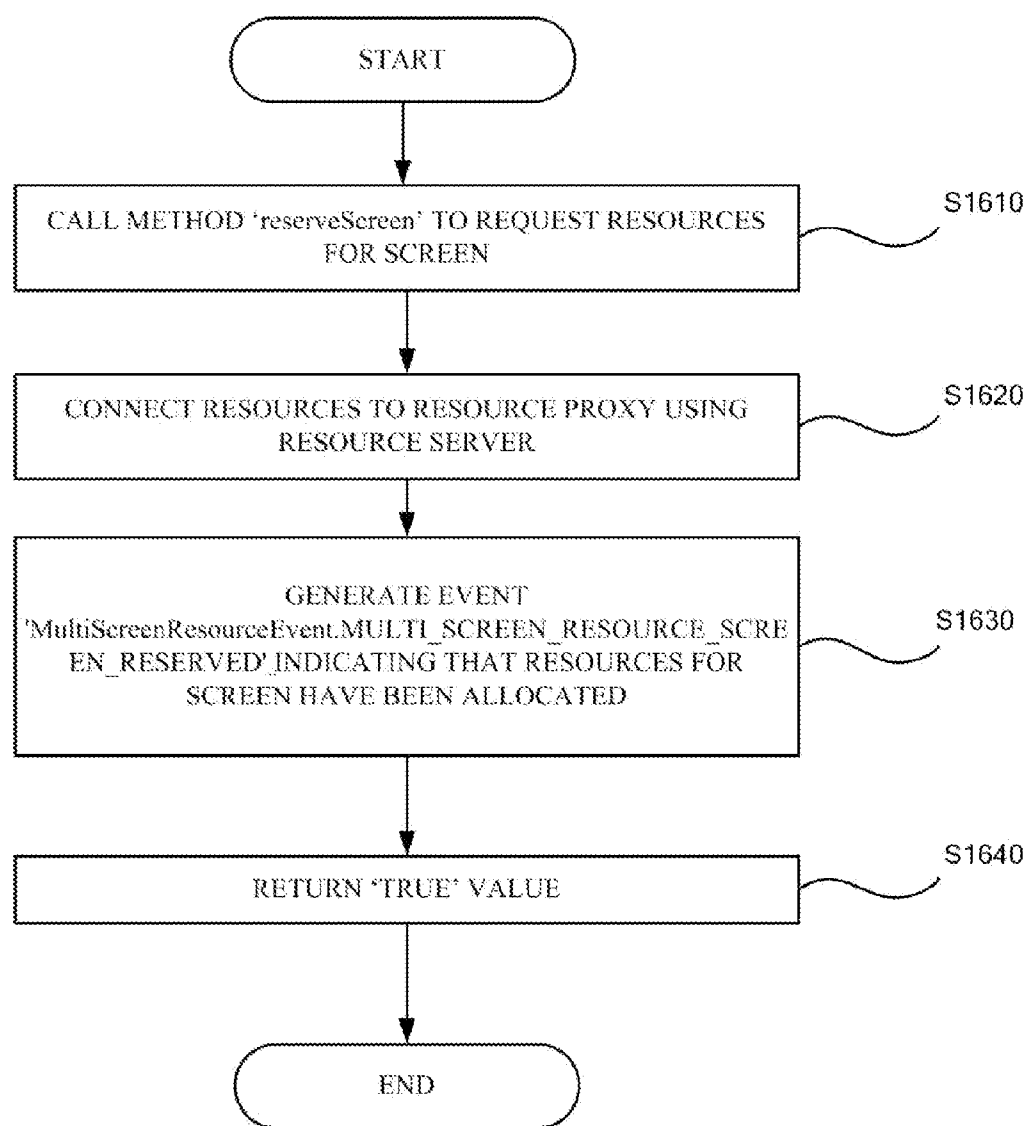 START
CALL METHOD ‘reserveScreen’ TO REQUEST RESOURCES
FOR SCREEN
S1610
CONNECT RESOURCES TO RESOURCE PROXY USING
RESOURCE SERVER
S1620
GENERATE EVENT
'MultiScreenResourceEvent.MULTI_SCREEN_RESOURCE_SCRE
EN_RESERVED' INDICATING THAT RESOURCES FOR
SCREEN HAVE BEEN ALLOCATED
S1630
RETURN ‘TRUE’ VALUE
S1640
END